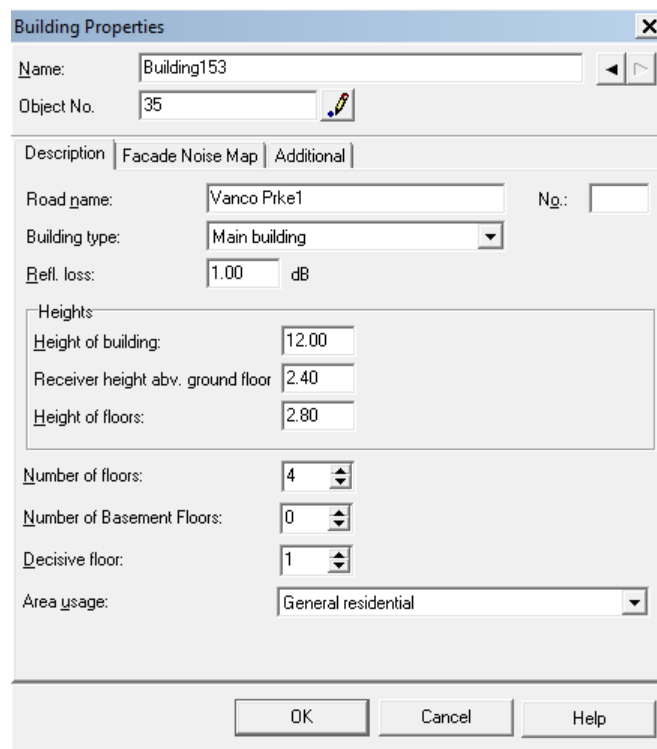 Building Properties
Name: Building153
Object No. 35
Description Facade Noise Map Additional
Road name: Vanco Prke1 No.:
Building type: Main building
Refl. loss: 1.00 dB
Heights
Height of building: 12.00
Receiver height abv. ground floor 2.40
Height of floors: 2.80
Number of floors: 4
Number of Basement Floors: 0
Decisive floor: 1
Area usage: General residential
OK Cancel Help